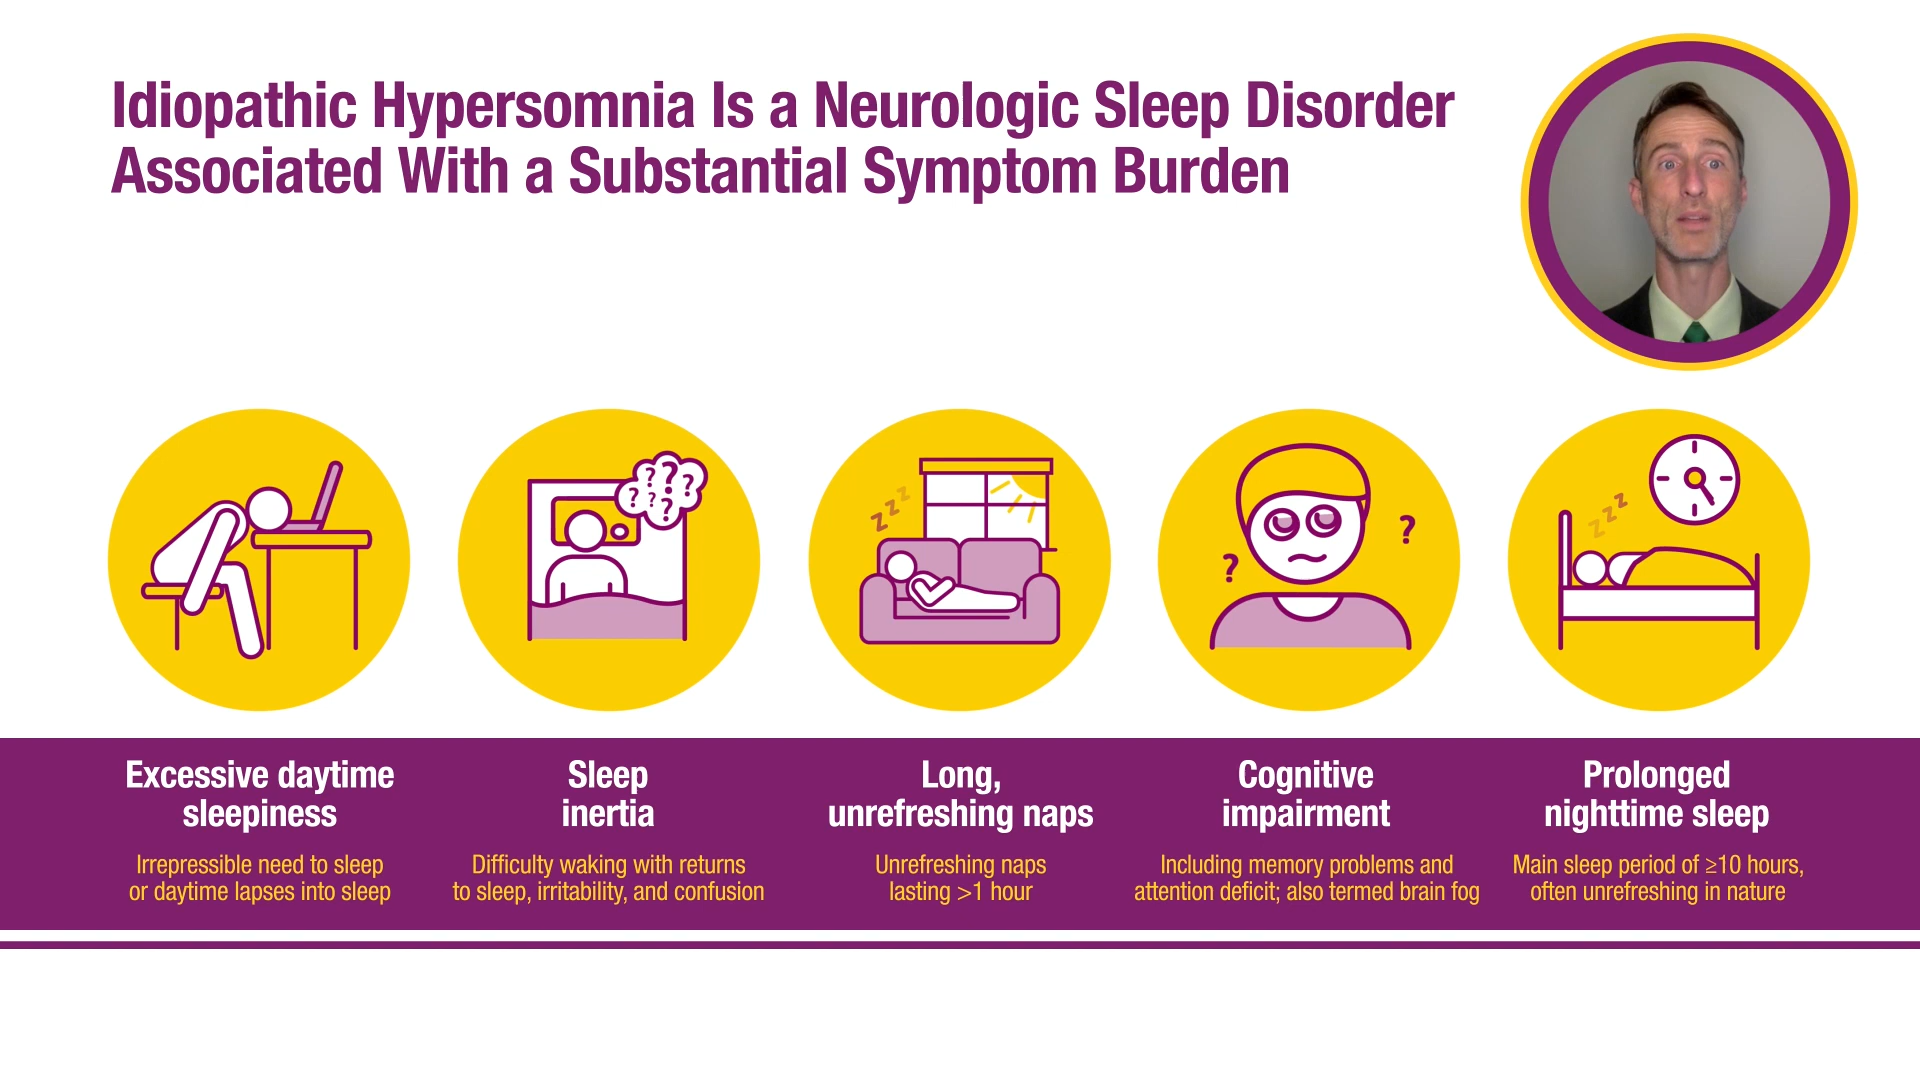 Idiopathic Hypersomnia Is a Neurologic Sleep Disorder
Associated With a Substantial Symptom Burden
? ? ? ? ? ?
z z z
? ?
z z z
Excessive daytime
sleepiness
Irrepressible need to sleep
or daytime lapses into sleep
Sleep
inertia
Difficulty waking with returns
to sleep, irritability, and confusion
Long,
unrefreshing naps
Unrefreshing naps
lasting >1 hour
Cognitive
impairment
Including memory problems and
attention deficit; also termed brain fog
Prolonged
nighttime sleep
Main sleep period of ≥10 hours,
often unrefreshing in nature